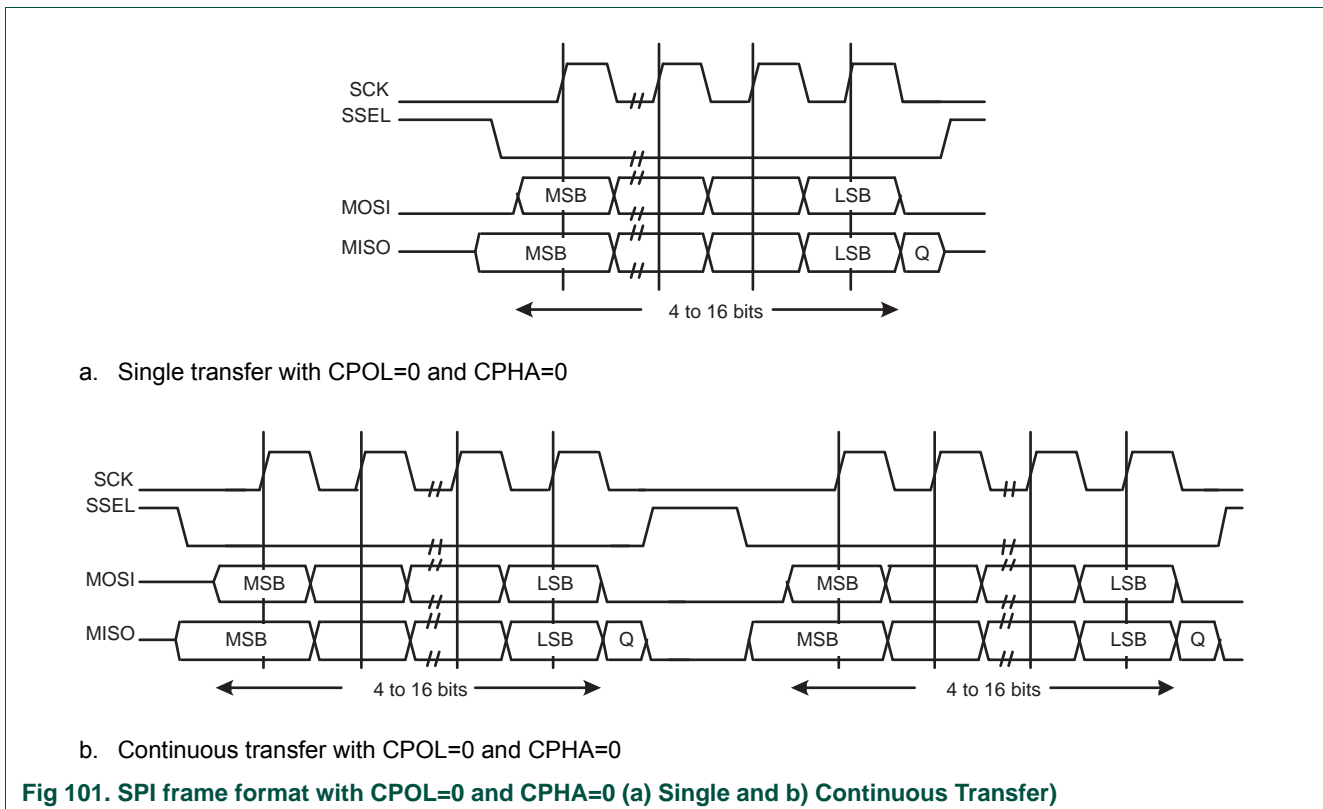 SCK
SSEL
MOSI MSB LSB
MISO MSB LSB Q
4 to 16 bits
a. Single transfer with CPOL=0 and CPHA=0
SCK
SSEL
MOSI MSB LSB MSB LSB
MISO MSB LSB Q MSB LSB Q
4 to 16 bits 4 to 16 bits
b. Continuous transfer with CPOL=0 and CPHA=0
Fig 101. SPI frame format with CPOL=0 and CPHA=0 (a) Single and b) Continuous Transfer)